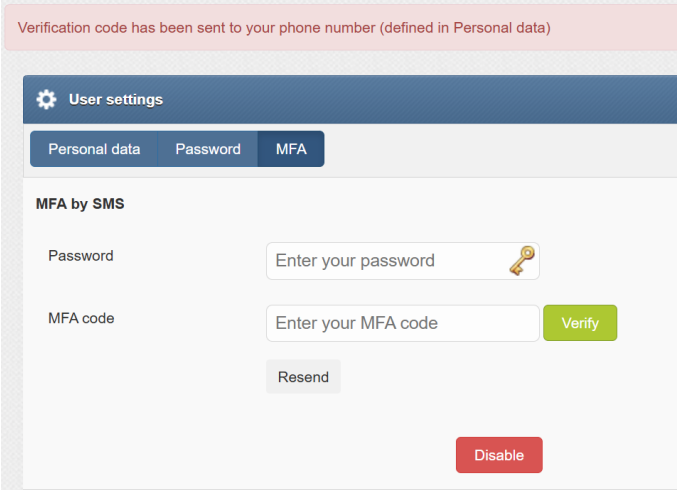 Verification code has been sent to your phone number (defined in Personal data)
User settings
Personal data Password MFA
MFA by SMS
Password Enter your password
MFA code Enter your MFA code Verify
Resend
Disable